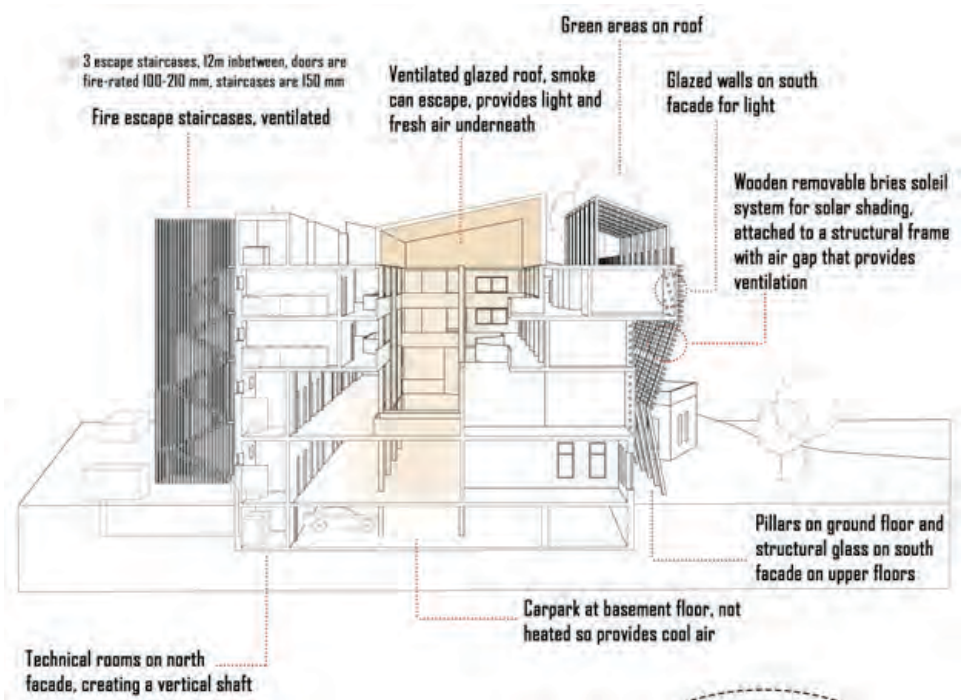 Green areas on roof
3 escape staircases, 12m inbetween, doors are
fire-rated 100-210 mm, staircases are 150 mm
Fire escape staircases, ventilated
Ventilated glazed roof, smoke
can escape, provides light and
fresh air underneath
Glazed walls on south
facade for light
Wooden removable bries soleil
system for solar shading,
attached to a structural frame
with air gap that provides
ventilation
Pillars on ground floor and
structural glass on south
facade on upper floors
Carpark at basement floor, not
heated so provides cool air
Technical rooms on north
facade, creating a vertical shaft